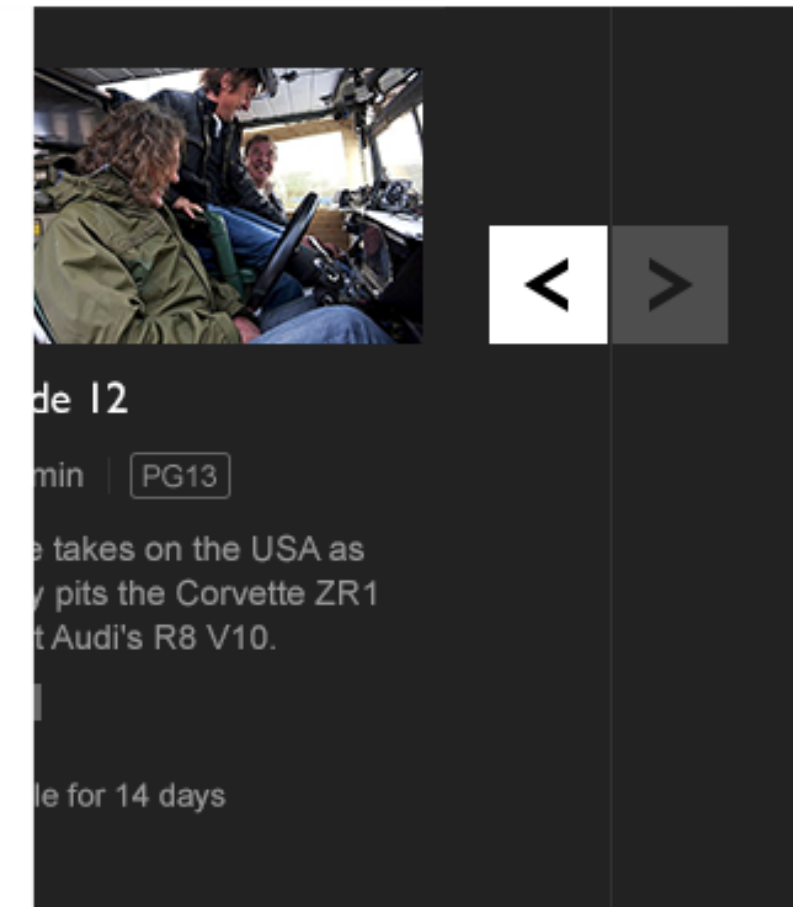 de 12
min PG13
e takes on the USA as
y pits the Corvette ZR1
t Audi's R8 V10.
le for 14 days